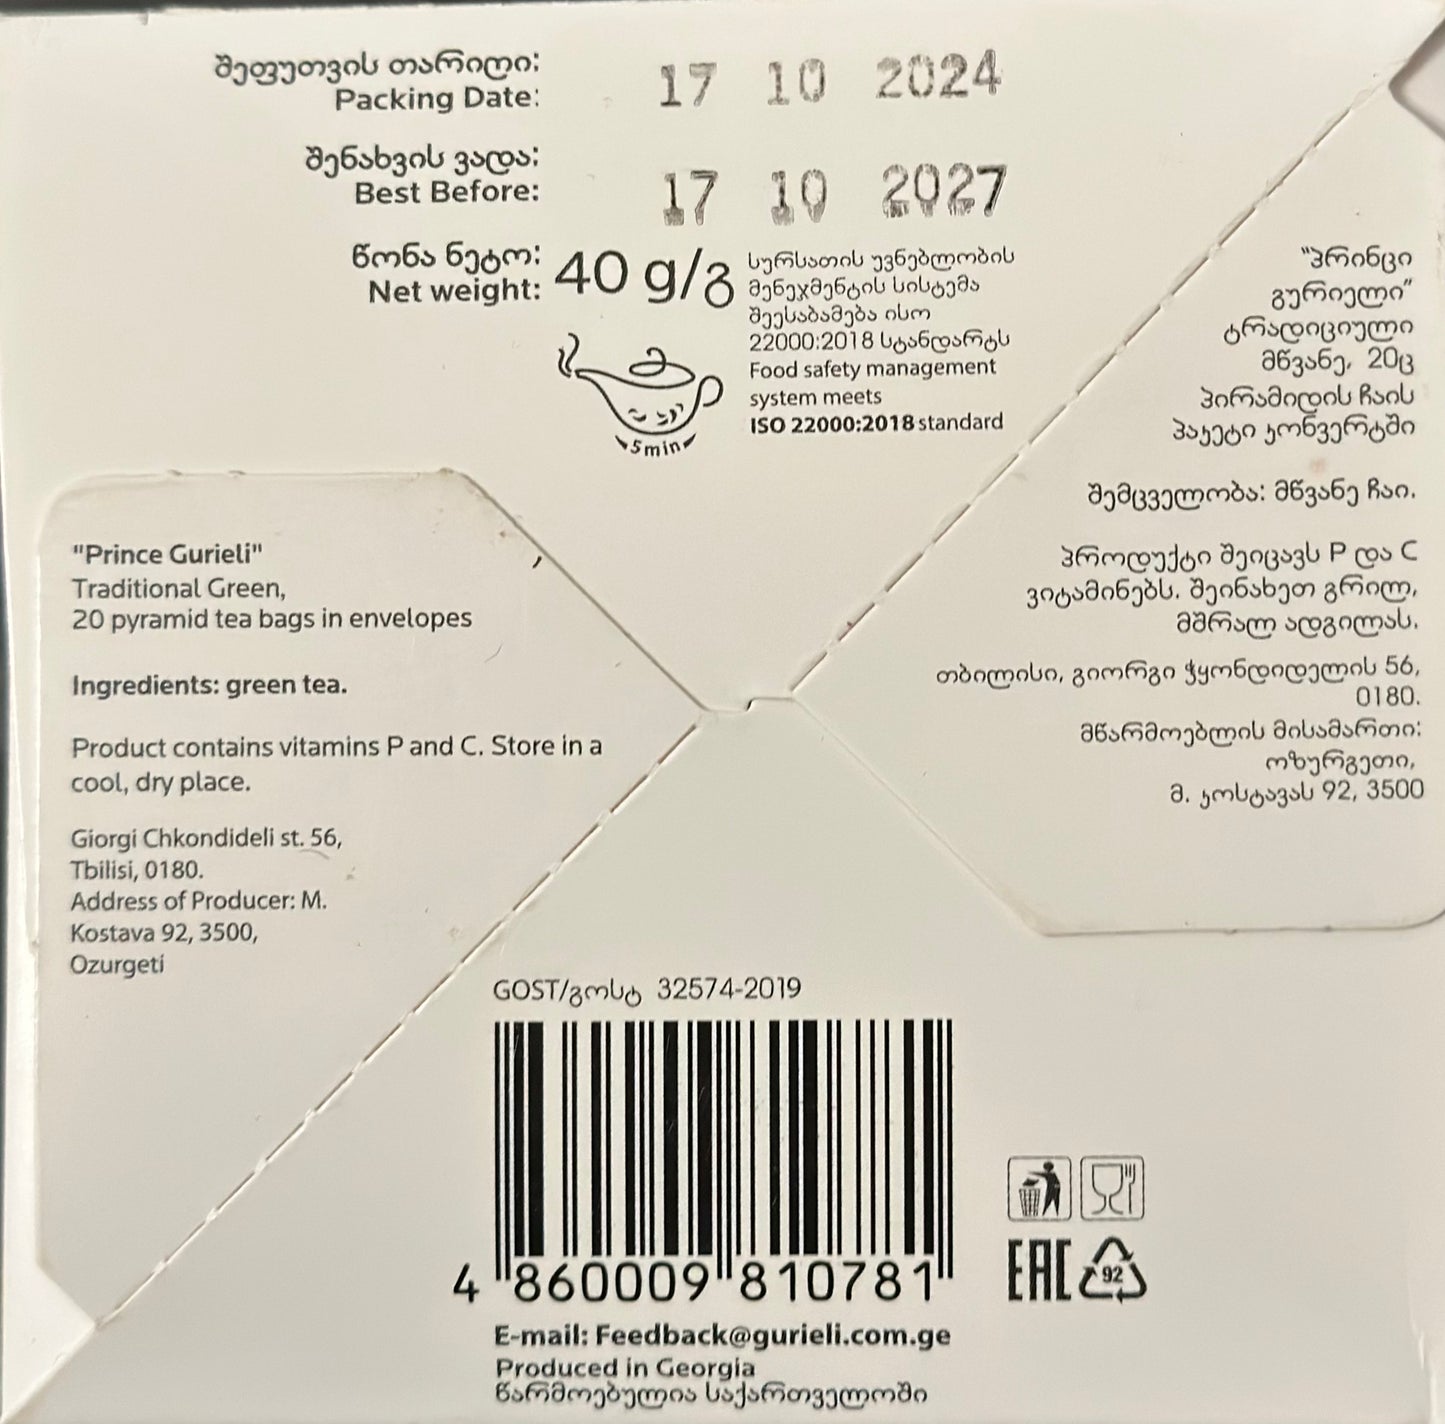 შეფუთვის თარიღი:
Packing Date:
17 10 2024
შენახვის ვადა:
Best Before:
17 10 2027
წონა ნეტო:
Net weight:
40 g/გ
სურსათის უვნებლობის
მენეჯმენტის სისტემა
შეესაბამება ისო
22000:2018 სტანდარტს
Food safety management
system meets
ISO 22000:2018 standard
5 min
"Prince Gurieli"
Traditional Green,
20 pyramid tea bags in envelopes
Ingredients: green tea.
Product contains vitamins P and C. Store in a
cool, dry place.
Giorgi Chkondideli st. 56,
Tbilisi, 0180.
Address of Producer: M.
Kostava 92, 3500,
Ozurgeti
"პრინცი
გურიელი"
ტრადიციული
მწვანე, 20ც
პირამიდის ჩაის
პაკეტი კონვერტში
შემცველობა: მწვანე ჩაი.
პროდუქტი შეიცავს P და C
ვიტამინებს. შეინახეთ გრილ,
მშრალ ადგილას.
თბილისი, გიორგი ჭყონდიდელის 56,
0180.
მწარმოებლის მისამართი:
ოზურგეთი,
მ. კოსტავას 92, 3500
GOST/გოსტ 32574-2019
4 860009 810781
EAC
92
E-mail: Feedback@gurieli.com.ge
Produced in Georgia
წარმოებულია საქართველოში